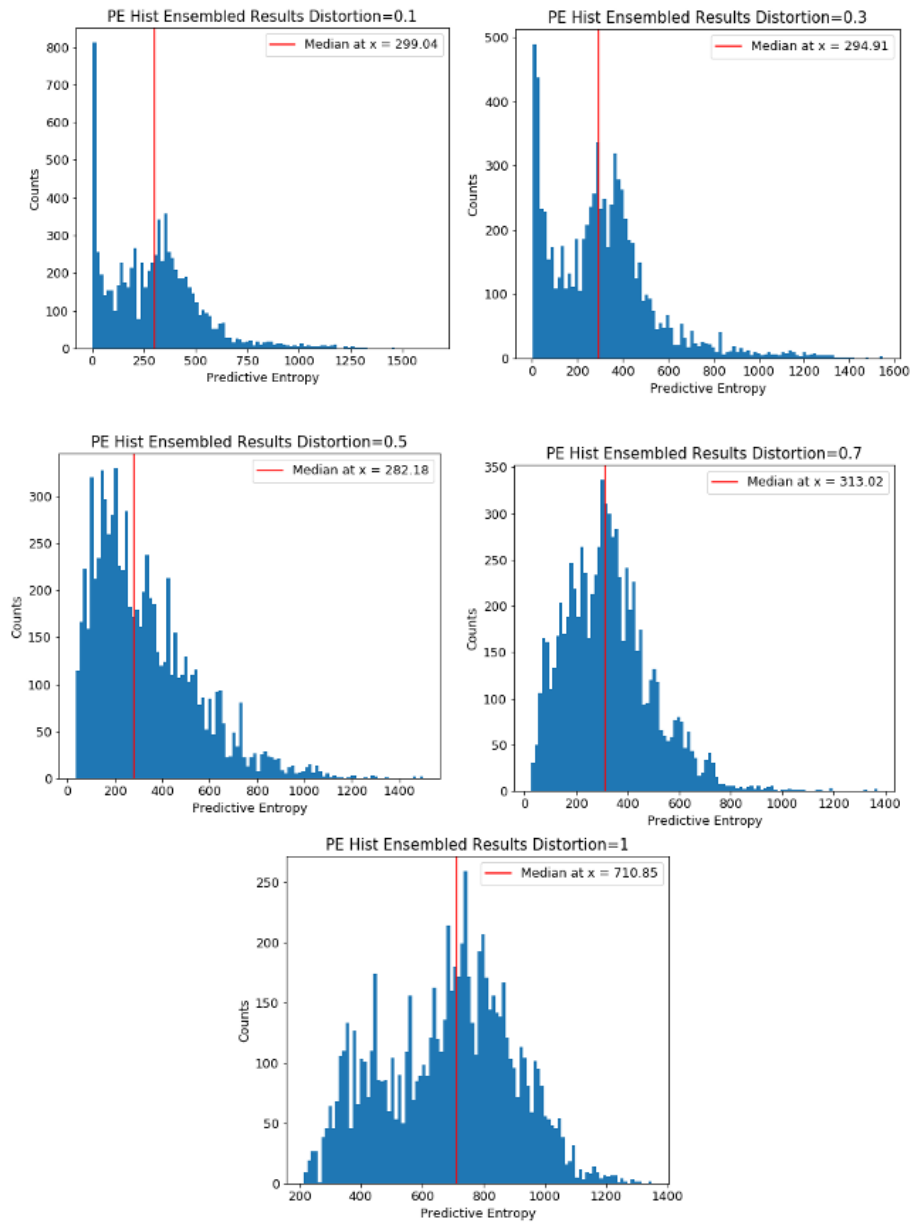 PE Hist Ensembled Results Distortion=0.1
Median at x = 299.04
800
700
600
500
400
300
200
100
0
Counts
0 250 500 750 1000 1250 1500
Predictive Entropy
PE Hist Ensembled Results Distortion=0.3
Median at x = 294.91
500
400
300
200
100
0
Counts
0 200 400 600 800 1000 1200 1400 1600
Predictive Entropy
PE Hist Ensembled Results Distortion=0.5
Median at x = 282.18
300
250
200
150
100
50
0
Counts
0 200 400 600 800 1000 1200 1400
Predictive Entropy
PE Hist Ensembled Results Distortion=0.7
Median at x = 313.02
350
300
250
200
150
100
50
0
Counts
0 200 400 600 800 1000 1200 1400
Predictive Entropy
PE Hist Ensembled Results Distortion=1
Median at x = 710.85
250
200
150
100
50
0
Counts
200 400 600 800 1000 1200 1400
Predictive Entropy